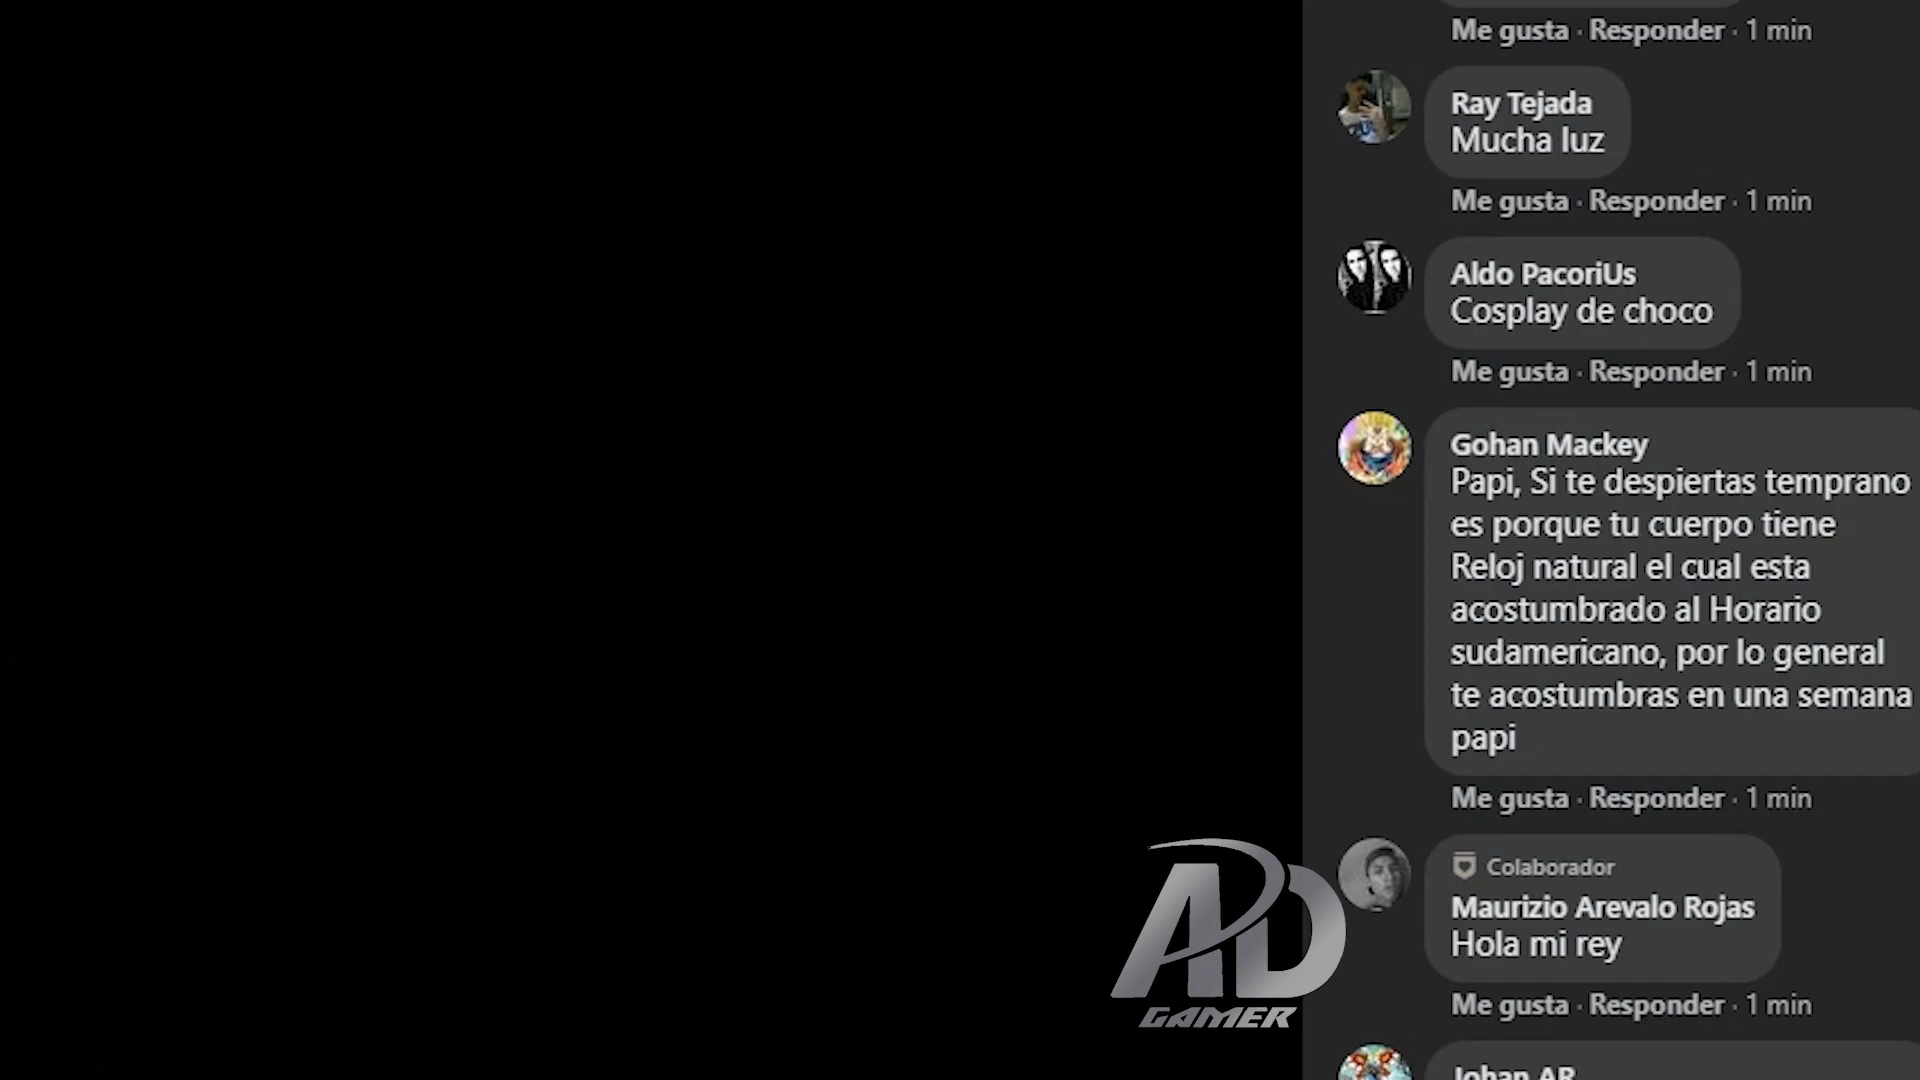 Me gusta · Responder · 1 min
Ray Tejada
Mucha luz
Me gusta · Responder · 1 min
Aldo PacoriUs
Cosplay de choco
Me gusta · Responder · 1 min
Gohan Mackey
Papi, Si te despiertas temprano
es porque tu cuerpo tiene
Reloj natural el cual esta
acostumbrado al Horario
sudamericano, por lo general
te acostumbras en una semana
papi
Me gusta · Responder · 1 min
Colaborador
Maurizio Arevalo Rojas
Hola mi rey
Me gusta · Responder · 1 min
AD
GAMER
Johan AR